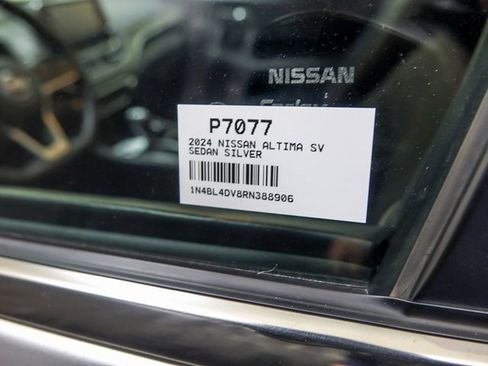 NISSAN
P7077
2024 NISSAN ALTIMA SV
SEDAN SILVER
1N4BL4DV8RN388906